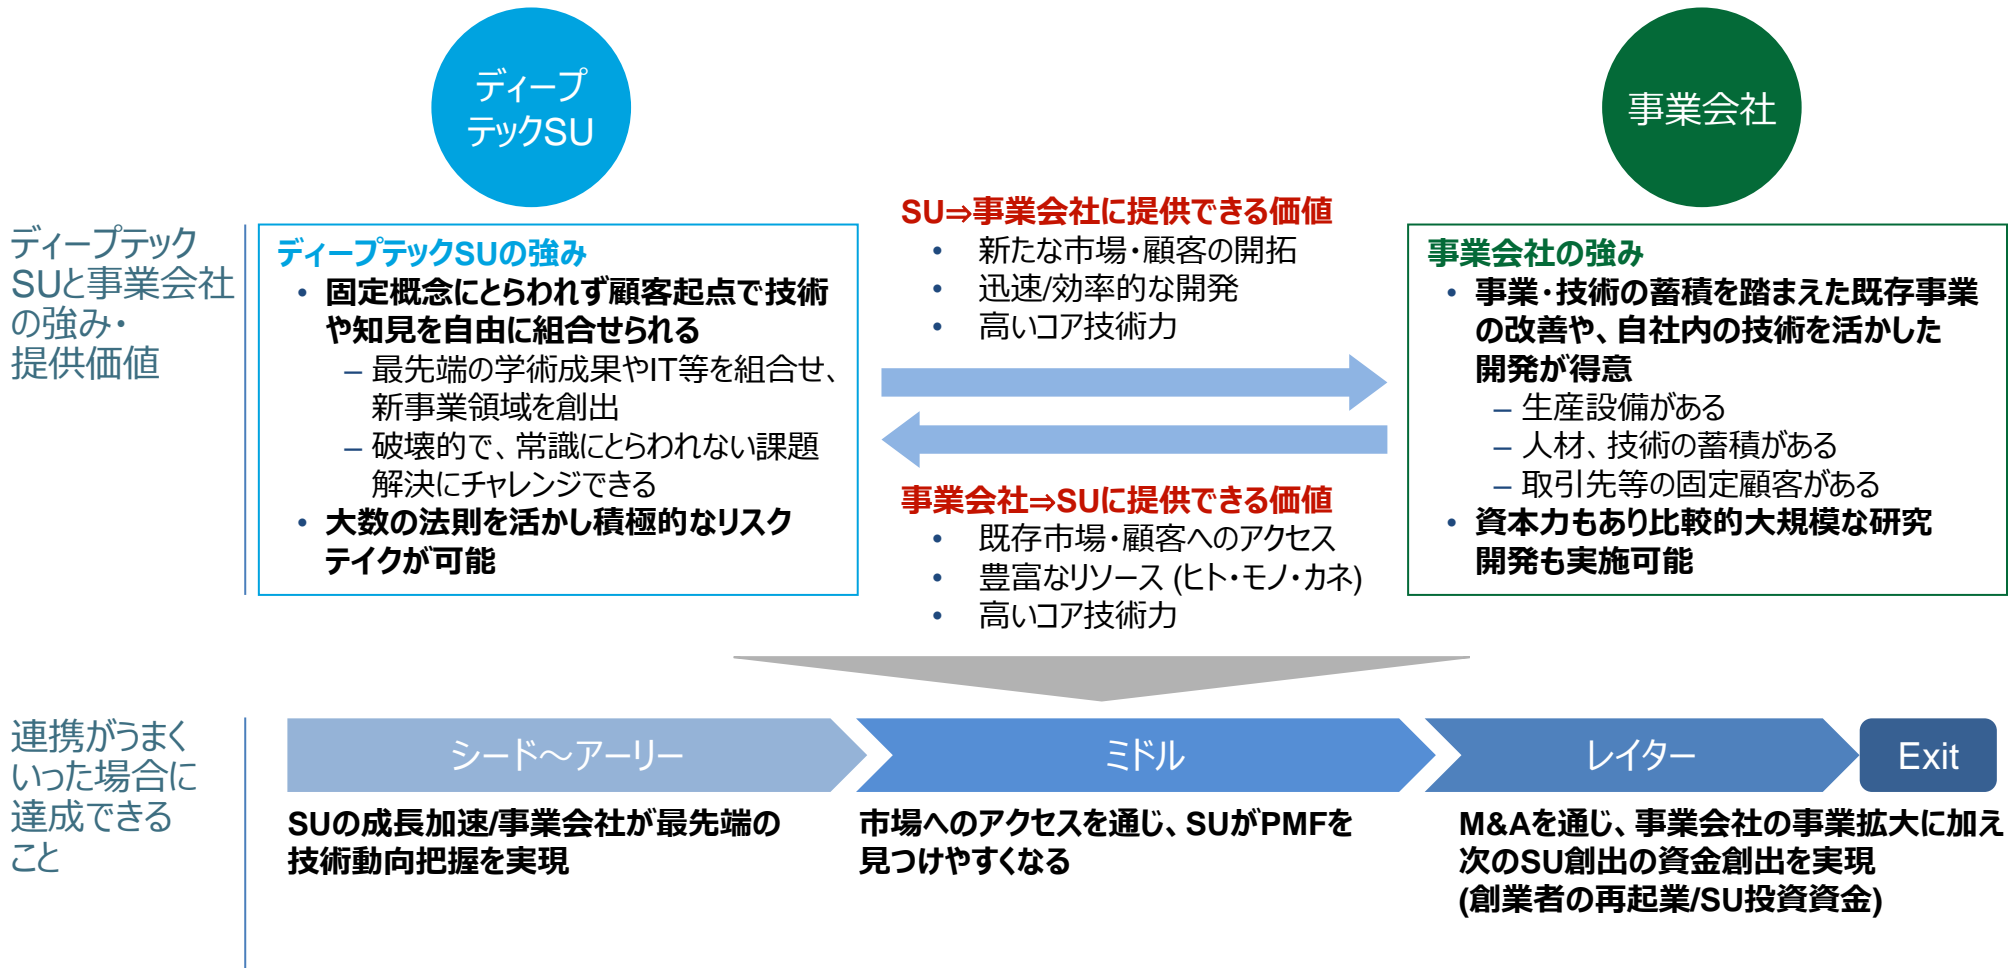 ディープ
テックSU
事業会社
ディープテック
SUと事業会社
の強み・
提供価値
ディープテックSUの強み
• 固定概念にとらわれず顧客起点で技術
や知見を自由に組合せられる
– 最先端の学術成果やIT等を組合せ、
新事業領域を創出
– 破壊的で、常識にとらわれない課題
解決にチャレンジできる
• 大数の法則を活かし積極的なリスク
テイクが可能
SU⇒事業会社に提供できる価値
• 新たな市場・顧客の開拓
• 迅速/効率的な開発
• 高いコア技術力
事業会社⇒SUに提供できる価値
• 既存市場・顧客へのアクセス
• 豊富なリソース (ヒト・モノ・カネ)
• 高いコア技術力
事業会社の強み
• 事業・技術の蓄積を踏まえた既存事業
の改善や、自社内の技術を活かした
開発が得意
– 生産設備がある
– 人材、技術の蓄積がある
– 取引先等の固定顧客がある
• 資本力もあり比較的大規模な研究
開発も実施可能
連携がうまく
いった場合に
達成できる
こと
シード～アーリー
ミドル
レイター
Exit
SUの成長加速/事業会社が最先端の
技術動向把握を実現
市場へのアクセスを通じ、SUがPMFを
見つけやすくなる
M&Aを通じ、事業会社の事業拡大に加え
次のSU創出の資金創出を実現
(創業者の再起業/SU投資資金)